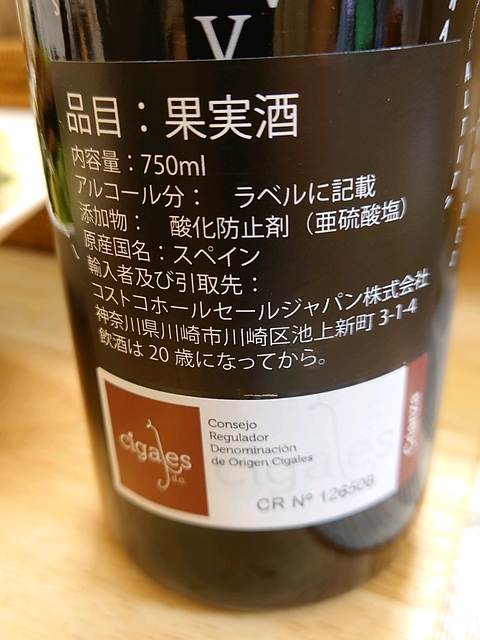 V
品目：果実酒
内容量：750ml
アルコール分： ラベルに記載
添加物： 酸化防止剤（亜硫酸塩）
原産国名：スペイン
輸入者及び引取先：
コストコホールセールジャパン株式会社
神奈川県川崎市川崎区池上新町 3-1-4
飲酒は 20 歳になってから。
cigales
d.o.
Consejo
Regulador
Denominación
de Origen Cigales
CR Nº 126508
Crianza